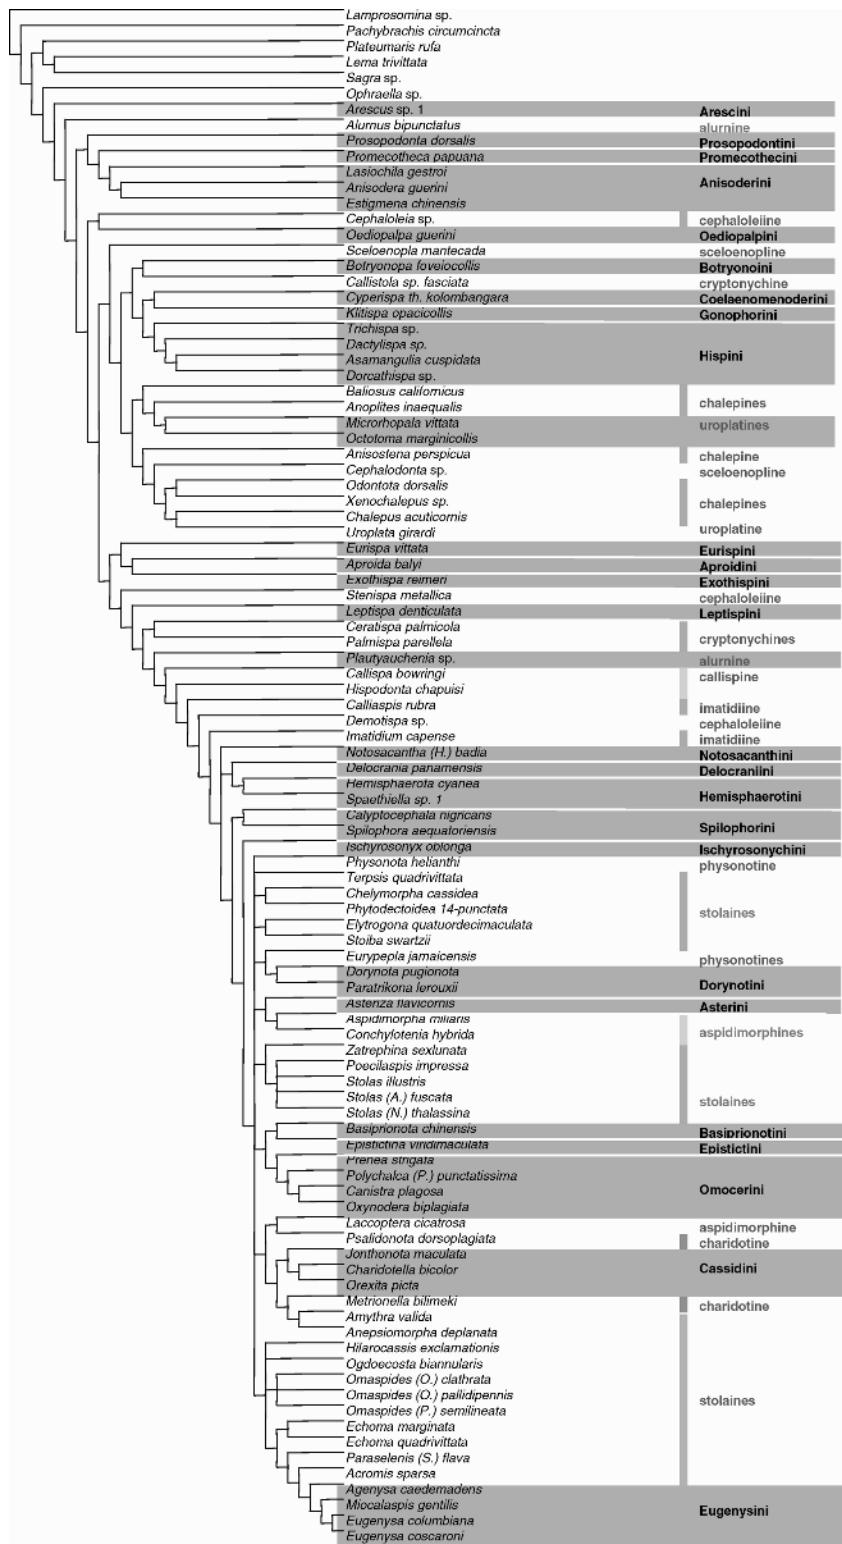 Lamprosomina sp.
Pachybrachis circumcincta
Plateumaris rufa
Lema trivittata
Sagra sp.
Ophraella sp.
Arescus sp. 1 Arescini
Alurnus bipunctatus alurnine
Prosopodonta dorsalis Prosopodontini
Promecotheca papuana Promecothecini
Lasiochila gestroi
Anisodera guerini Anisoderini
Estigmena chinensis
Cephaloleia sp. cephaloleiine
Oediopalpa guerini Oediopalpini
Sceloenopla mantecada sceloenopline
Botryonopa foveiocollis Botryonoini
Callistola sp. fasciata cryptonychine
Cyperispa th. kolombangara Coelaenomenoderini
Klitispa opacicollis Gonophorini
Trichispa sp.
Dactylispa sp.
Asamangulia cuspidata Hispini
Dorcathispa sp.
Baliosus californicus
Anoplites inaequalis chalepines
Microrhopala vittata uroplatines
Octotoma marginicollis
Anisostena perspicua chalepine
Cephalodonta sp. sceloenopline
Odontota dorsalis
Xenochalepus sp. chalepines
Chalepus acuticornis
Uroplata girardi uroplatine
Eurispa vittata Eurispini
Aproida balyi Aproidini
Exothispa reimeri Exothispini
Stenispa metallica cephaloleiine
Leptispa denticulata Leptispini
Ceratispa palmicola
Palmispa parellela cryptonychines
Plautyauchenia sp. alurnine
Callispa bowringi callispine
Hispodonta chapuisi
Calliaspis rubra imatidiine
Demotispa sp. cephaloleiine
Imatidium capense imatidiine
Notosacantha (H.) badia Notosacanthini
Delocrania panamensis Delocraniini
Hemisphaerota cyanea
Spaethiella sp. 1 Hemisphaerotini
Calyptocephala nigricans
Spilophora aequatoriensis Spilophorini
Ischyrosonyx oblonga Ischyrosonychini
Physonota helianthi physonotine
Terpsis quadrivittata
Chelymorpha cassidea
Phytodectoidea 14-punctata stolaines
Elytrogona quatuordecimaculata
Stoiba swartzii
Eurypepla jamaicensis physonotines
Dorynota pugionota
Paratrikona lerouxii Dorynotini
Asteriza flavicornis Asterini
Aspidimorpha miliaris
Conchylotenia hybrida aspidimorphines
Zatrephina sexlunata
Poecilaspis impressa
Stolas illustris
Stolas (A.) fuscata stolaines
Stolas (N.) thalassina
Basiprionota chinensis Basiprionotini
Epistictina viridimaculata Epistictini
Prenea strigata
Polychalca (P.) punctatissima
Canistra plagosa Omocerini
Oxynodera biplagiata
Laccoptera cicatrosa aspidimorphine
Psalidonota dorsoplagiata charidotine
Jonthonota maculata
Charidotella bicolor Cassidini
Orexita picta
Metrionella bilimeki charidotine
Amythra valida
Anepsiomorpha deplanata
Hilarocassis exclamationis
Ogdoecosta biannularis
Omaspides (O.) clathrata
Omaspides (O.) pallidipennis stolaines
Omaspides (P.) semilineata
Echoma marginata
Echoma quadrivittata
Paraselenis (S.) flava
Acromis sparsa
Agenysa caedemadens
Miocalaspis gentilis Eugenysini
Eugenysa columbiana
Eugenysa coscaroni